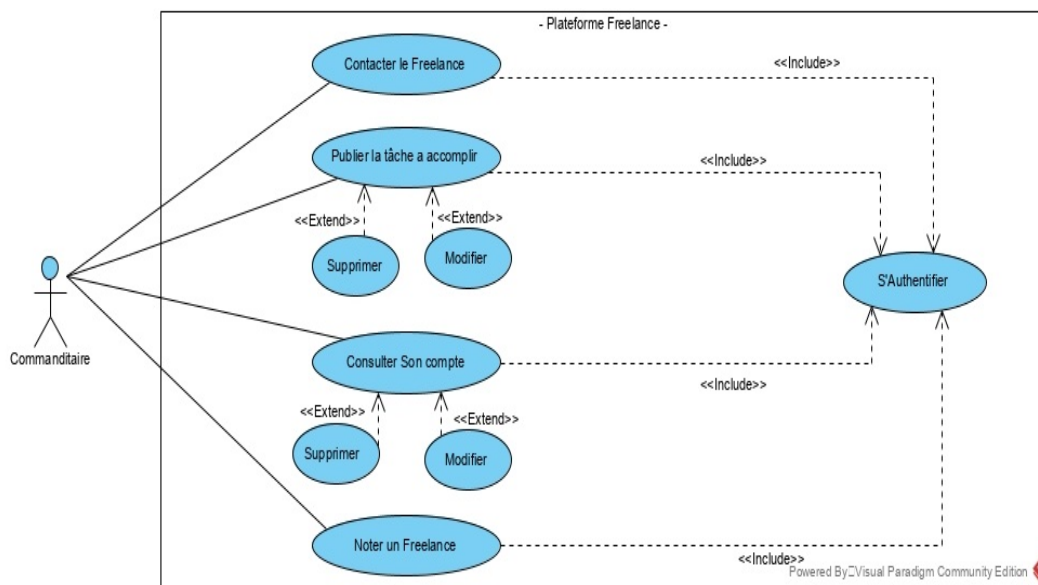 - Plateforme Freelance -
Contacter le Freelance
<<Include>>
Publier la tâche a accomplir
<<Include>>
<<Extend>>
<<Extend>>
Supprimer
Modifier
S'Authentifier
Commanditaire
Consulter Son compte
<<Include>>
<<Extend>>
<<Extend>>
Supprimer
Modifier
Noter un Freelance
<<Include>>
Powered By Visual Paradigm Community Edition